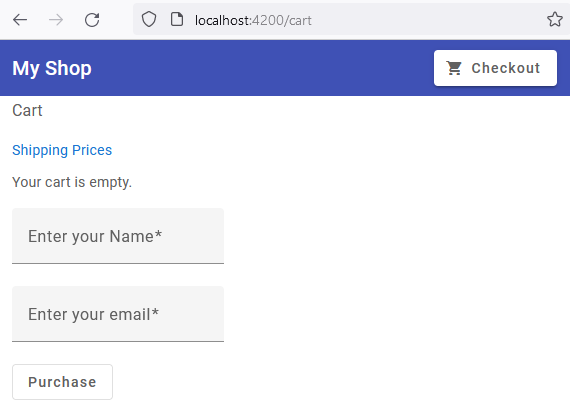 localhost:4200/cart
My Shop
Checkout
Cart
Shipping Prices
Your cart is empty.
Enter your Name*
Enter your email*
Purchase